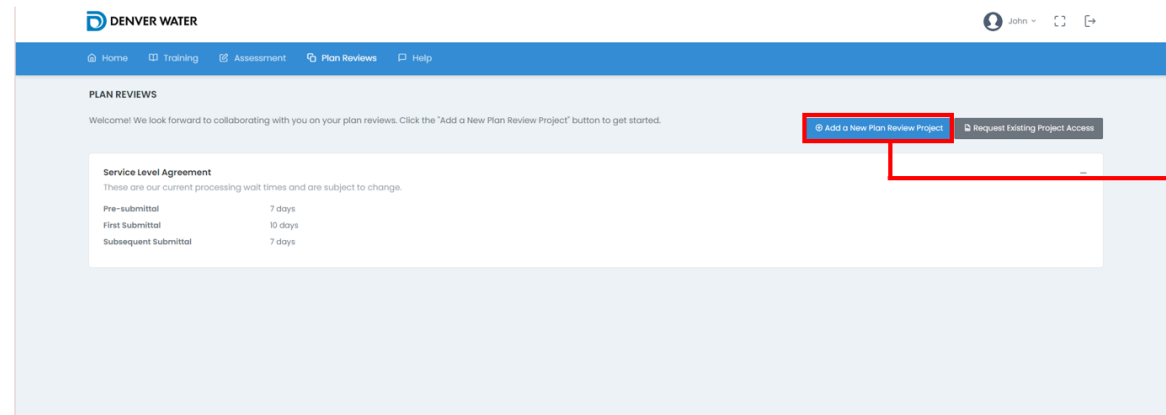 DENVER WATER
John
Home Training Assessment Plan Reviews Help
PLAN REVIEWS
Welcome! We look forward to collaborating with you on your plan reviews. Click the "Add a New Plan Review Project" button to get started.
Add a New Plan Review Project Request Existing Project Access
Service Level Agreement
These are our current processing wait times and are subject to change.
Pre-submittal 7 days
First Submittal 10 days
Subsequent Submittal 7 days